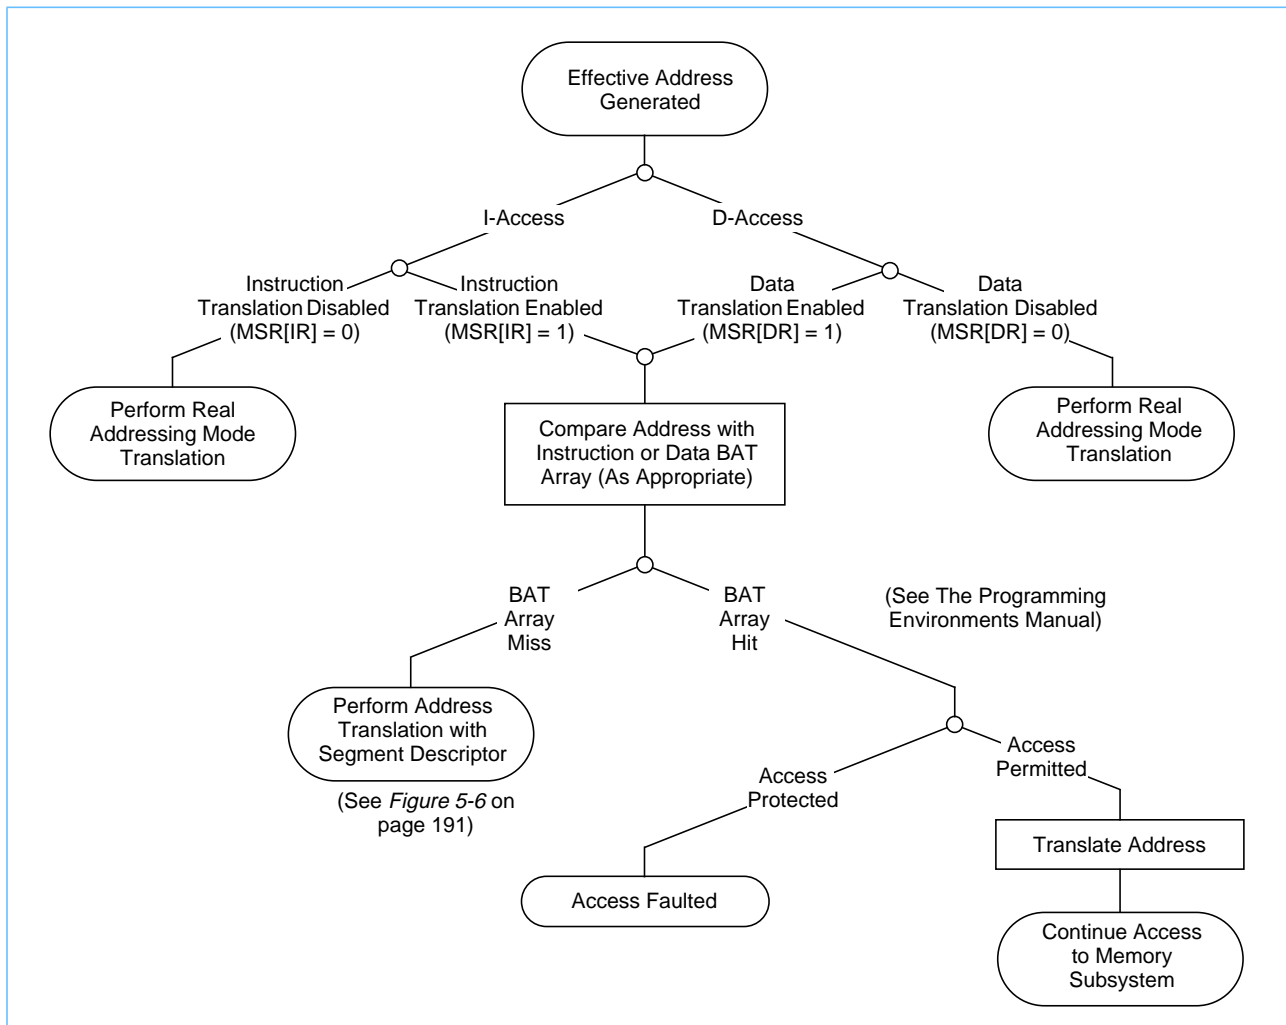 Effective Address
Generated
I-Access
D-Access
Instruction
Translation Disabled
(MSR[IR] = 0)
Instruction
Translation Enabled
(MSR[IR] = 1)
Data
Translation Enabled
(MSR[DR] = 1)
Data
Translation Disabled
(MSR[DR] = 0)
Perform Real
Addressing Mode
Translation
Compare Address with
Instruction or Data BAT
Array (As Appropriate)
Perform Real
Addressing Mode
Translation
BAT
Array
Miss
BAT
Array
Hit
(See The Programming
Environments Manual)
Perform Address
Translation with
Segment Descriptor
(See Figure 5-6 on
page 191)
Access
Protected
Access
Permitted
Access Faulted
Translate Address
Continue Access
to Memory
Subsystem